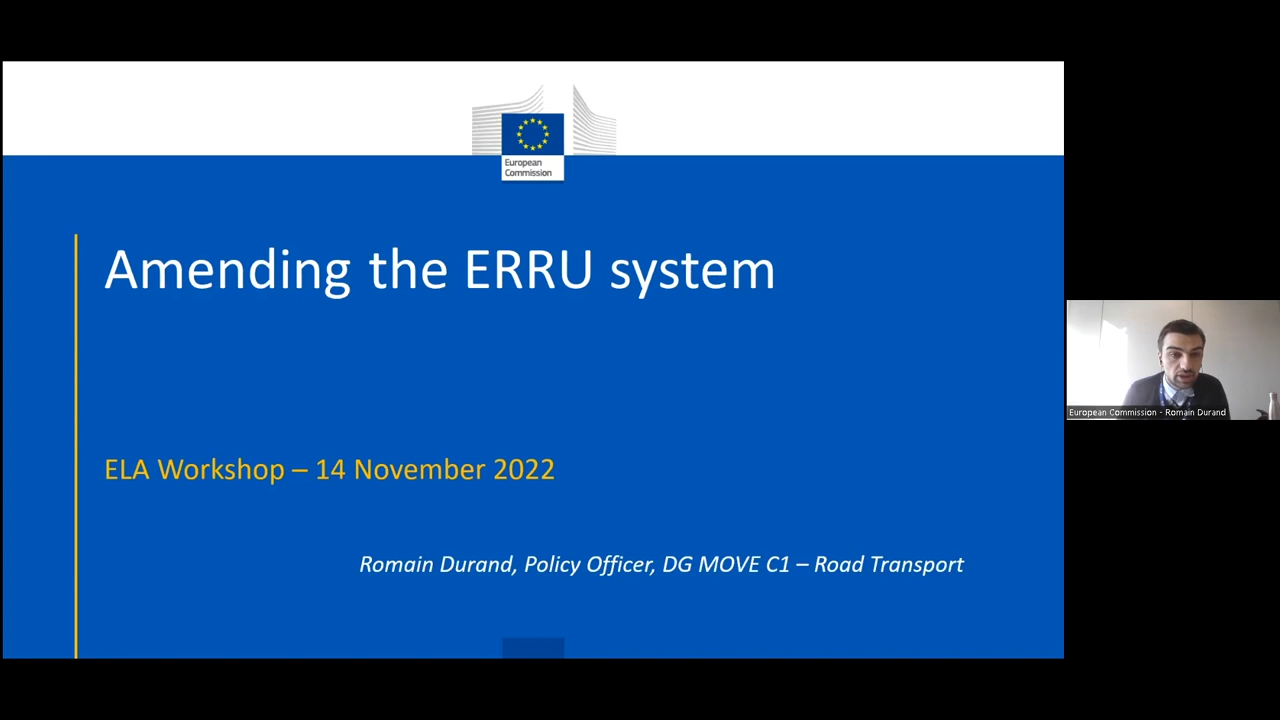 European
Commission
Amending the ERRU system
ELA Workshop – 14 November 2022
Romain Durand, Policy Officer, DG MOVE C1 – Road Transport
European Commission - Romain Durand